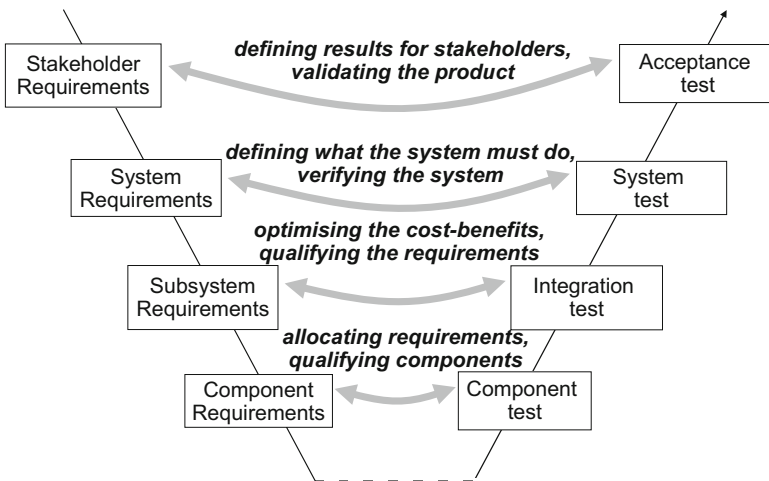 defining results for stakeholders,
validating the product
Stakeholder
Requirements
Acceptance
test
defining what the system must do,
verifying the system
System
Requirements
System
test
optimising the cost-benefits,
qualifying the requirements
Subsystem
Requirements
Integration
test
allocating requirements,
qualifying components
Component
Requirements
Component
test